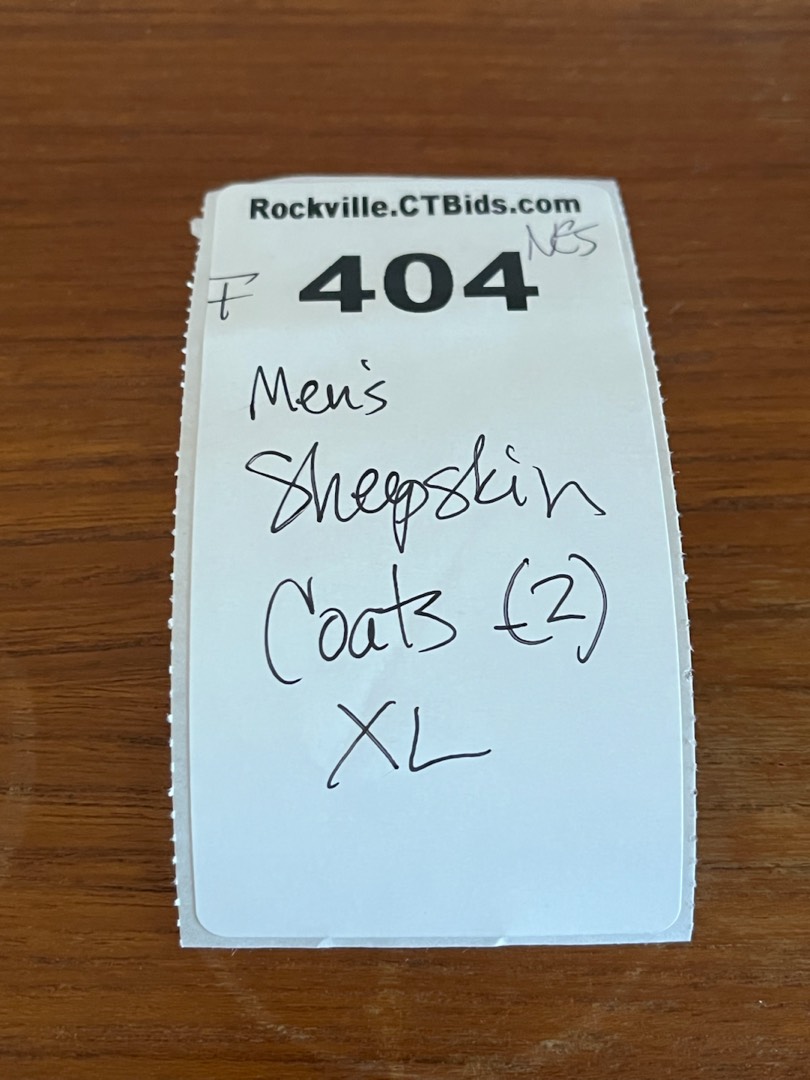 Rockville.CTBids.com
NES
F 404
Men's
Sheepskin
Coats (2)
XL